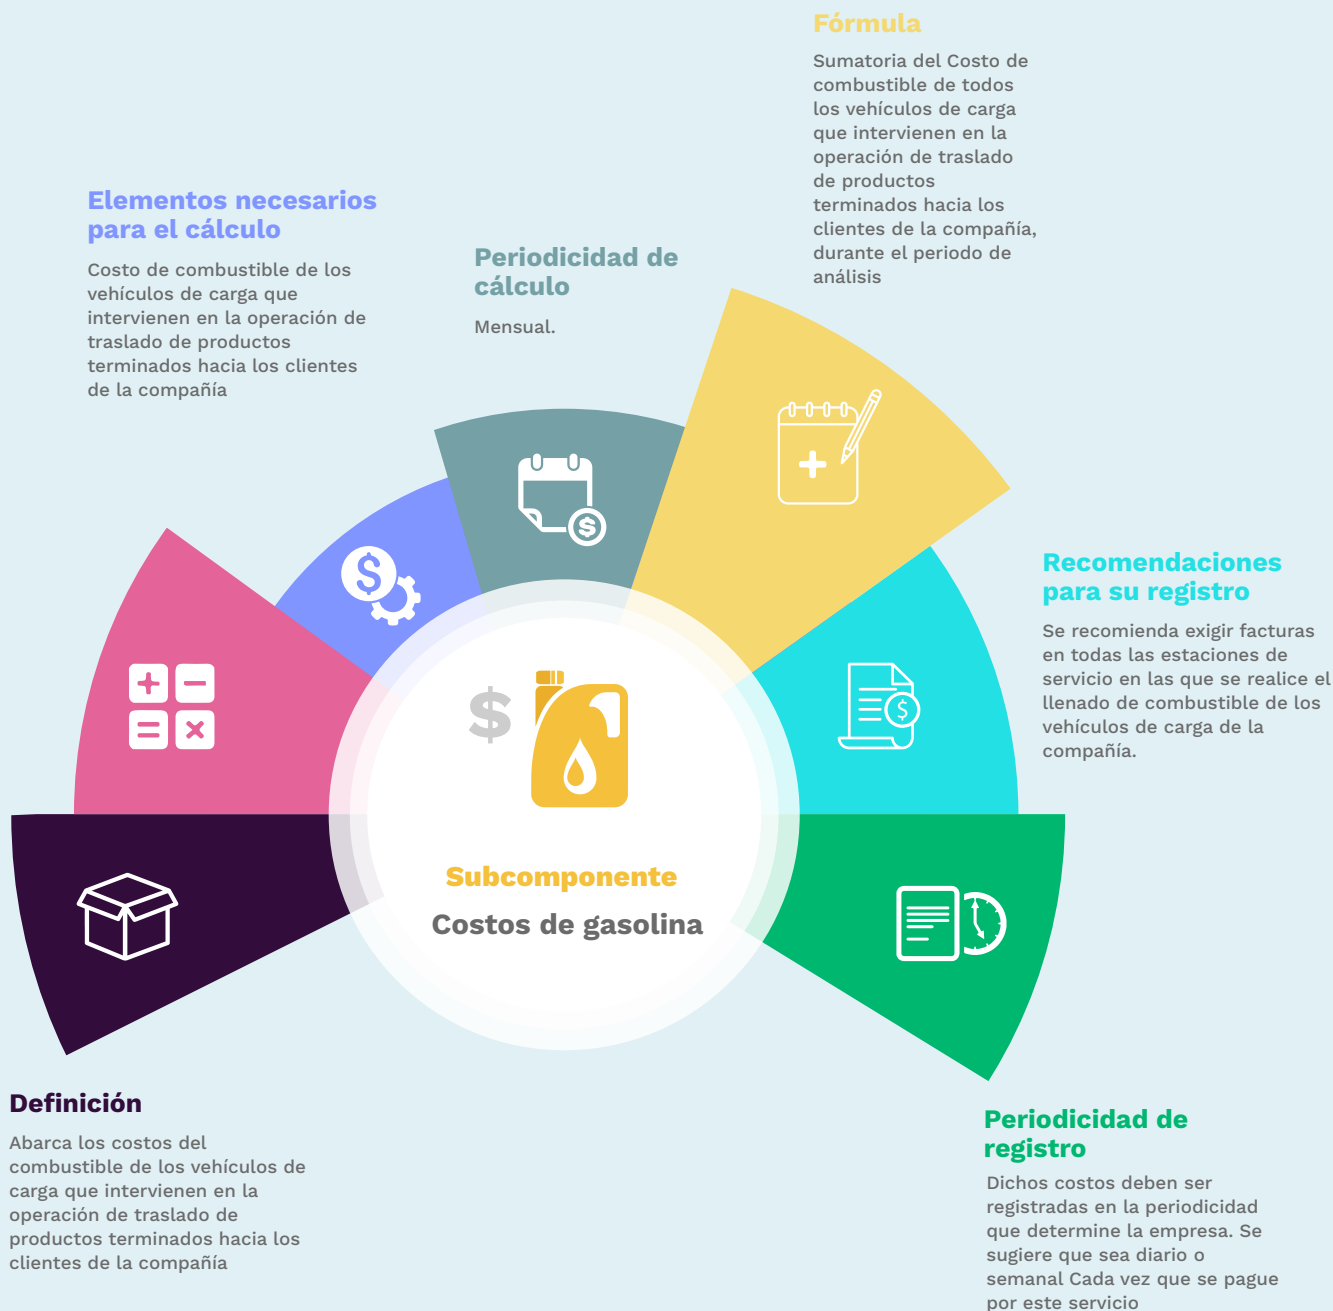 Fórmula
Sumatoria del Costo de
combustible de todos
los vehículos de carga
que intervienen en la
operación de traslado
de productos
terminados hacia los
clientes de la compañía,
durante el periodo de
análisis
Elementos necesarios
para el cálculo
Costo de combustible de los
vehículos de carga que
intervienen en la operación de
traslado de productos
terminados hacia los clientes
de la compañía
Periodicidad de
cálculo
Mensual.
Recomendaciones
para su registro
Se recomienda exigir facturas
en todas las estaciones de
servicio en las que se realice el
llenado de combustible de los
vehículos de carga de la
compañía.
Subcomponente
Costos de gasolina
Definición
Abarca los costos del
combustible de los vehículos de
carga que intervienen en la
operación de traslado de
productos terminados hacia los
clientes de la compañía
Periodicidad de
registro
Dichos costos deben ser
registradas en la periodicidad
que determine la empresa. Se
sugiere que sea diario o
semanal Cada vez que se pague
por este servicio